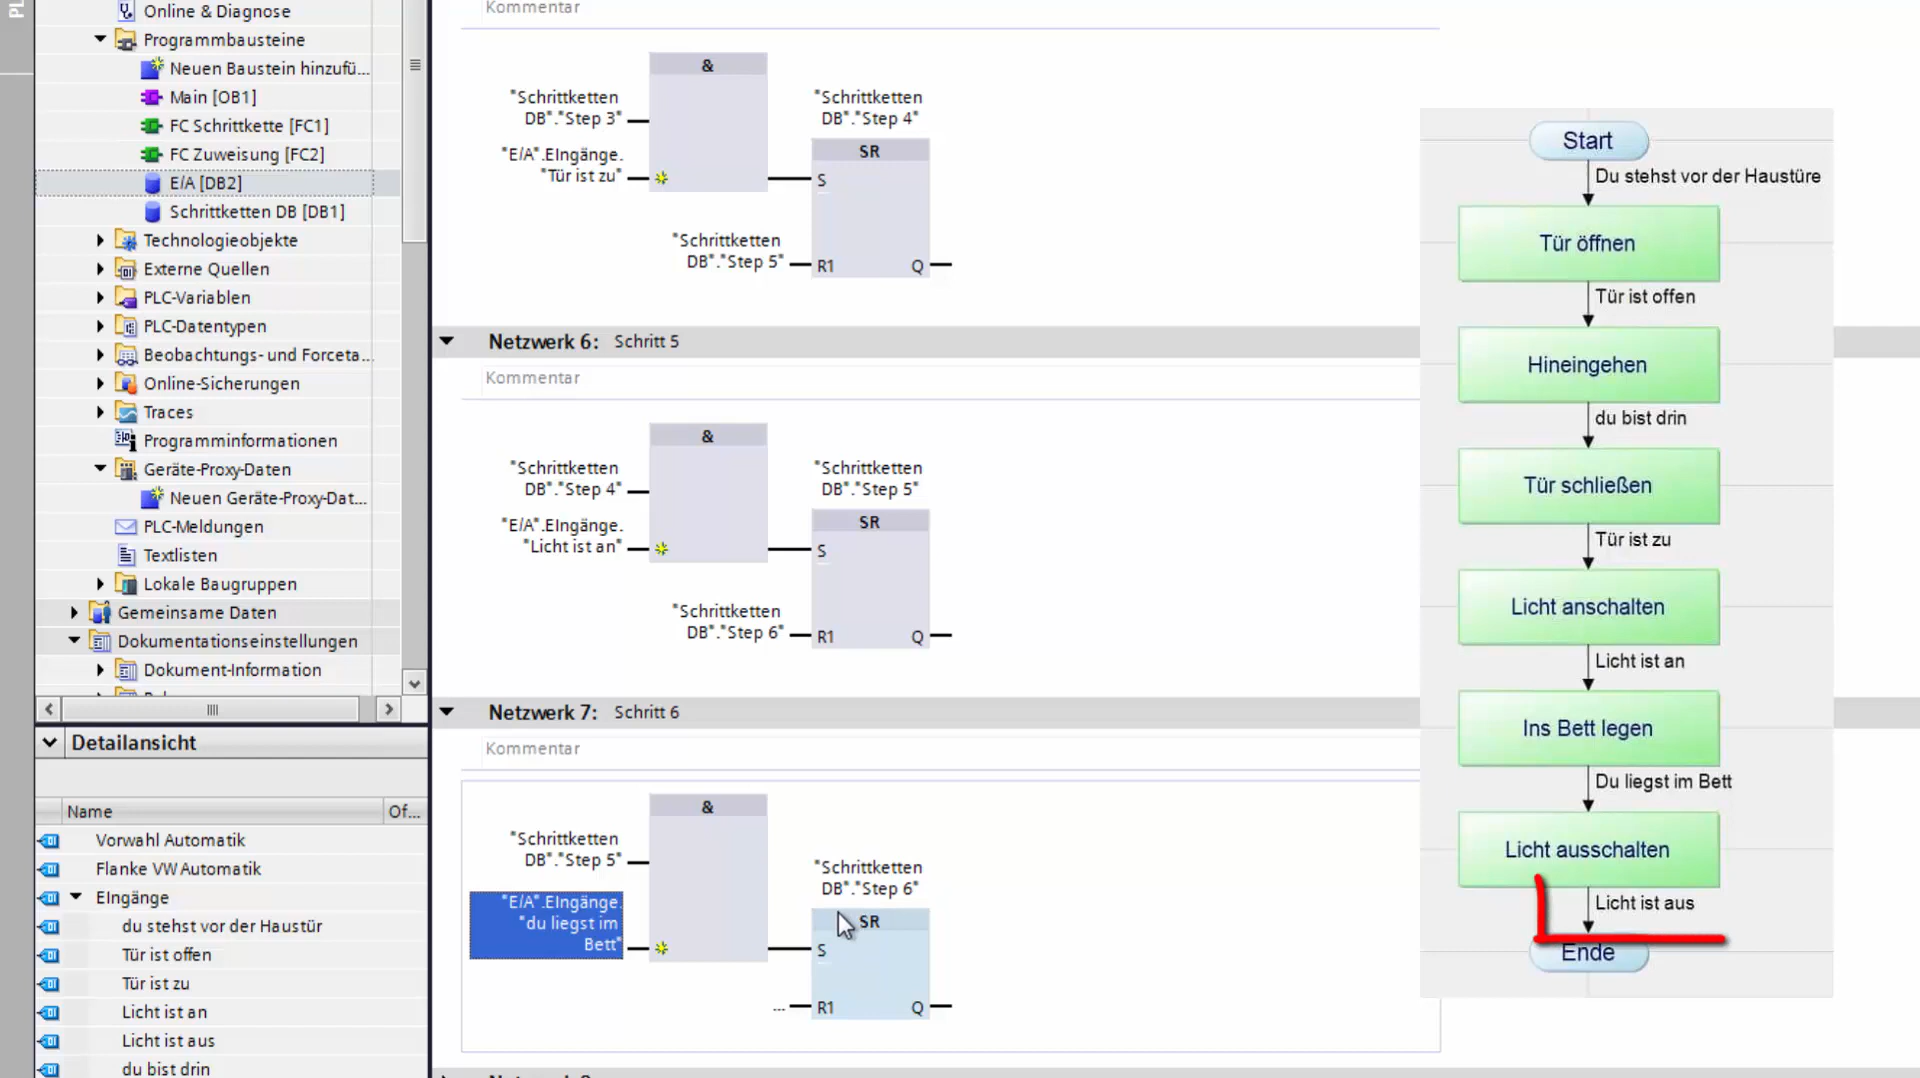 PL
Online & Diagnose
Programmbausteine
Neuen Baustein hinzufü...
Main [OB1]
FC Schrittkette [FC1]
FC Zuweisung [FC2]
E/A [DB2]
Schrittketten DB [DB1]
Technologieobjekte
Externe Quellen
PLC-Variablen
PLC-Datentypen
Beobachtungs- und Forceta...
Online-Sicherungen
Traces
Programminformationen
Geräte-Proxy-Daten
Neuen Geräte-Proxy-Dat...
PLC-Meldungen
Textlisten
Lokale Baugruppen
Gemeinsame Daten
Dokumentationseinstellungen
Dokument-Information
Detailansicht
Name Of...
Vorwahl Automatik
Flanke VW Automatik
EIngänge
du stehst vor der Haustür
Tür ist offen
Tür ist zu
Licht ist an
Licht ist aus
du bist drin
Kommentar
&
"Schrittketten
DB"."Step 3"
"E/A".EIngänge.
"Tür ist zu"
"Schrittketten
DB"."Step 4"
SR
S
"Schrittketten
DB"."Step 5"
R1 Q
Netzwerk 6: Schritt 5
Kommentar
&
"Schrittketten
DB"."Step 4"
"E/A".EIngänge.
"Licht ist an"
"Schrittketten
DB"."Step 5"
SR
S
"Schrittketten
DB"."Step 6"
R1 Q
Netzwerk 7: Schritt 6
Kommentar
&
"Schrittketten
DB"."Step 5"
"E/A".EIngänge.
"du liegst im
Bett"
"Schrittketten
DB"."Step 6"
SR
S
... R1 Q
Start
Du stehst vor der Haustüre
Tür öffnen
Tür ist offen
Hineingehen
du bist drin
Tür schließen
Tür ist zu
Licht anschalten
Licht ist an
Ins Bett legen
Du liegst im Bett
Licht ausschalten
Licht ist aus
Ende